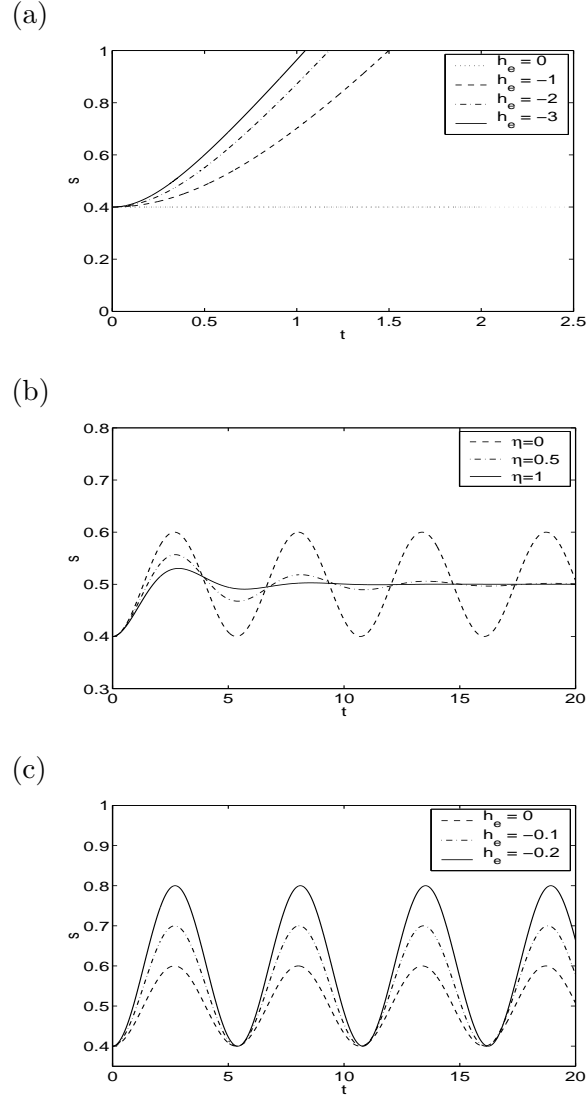 (a)
1
0.8
0.6
0.4
0.2
0
s
0
0.5
1
1.5
2
2.5
t
h_e = 0
h_e = −1
h_e = −2
h_e = −3
(b)
0.8
0.7
0.6
0.5
0.4
0.3
s
0
5
10
15
20
t
η=0
η=0.5
η=1
(c)
1
0.9
0.8
0.7
0.6
0.5
0.4
s
0
5
10
15
20
t
h_e = 0
h_e = −0.1
h_e = −0.2